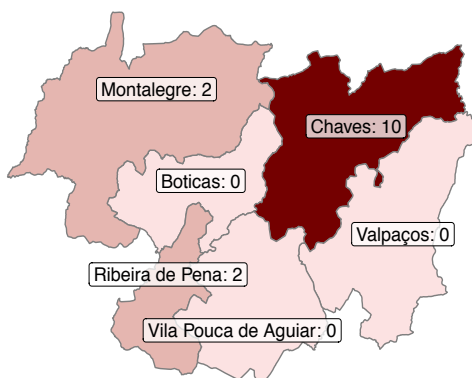 Montalegre: 2
Chaves: 10
Boticas: 0
Valpaços: 0
Ribeira de Pena: 2
Vila Pouca de Aguiar: 0